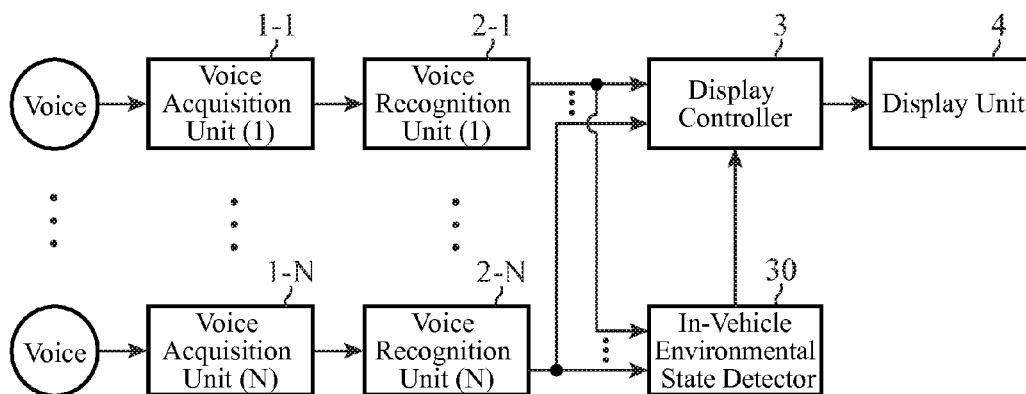 1-1
2-1
3
4
Voice
Voice
Acquisition
Unit (1)
Voice
Recognition
Unit (1)
Display
Controller
Display Unit
1-N
2-N
30
Voice
Voice
Acquisition
Unit (N)
Voice
Recognition
Unit (N)
In-Vehicle
Environmental
State Detector